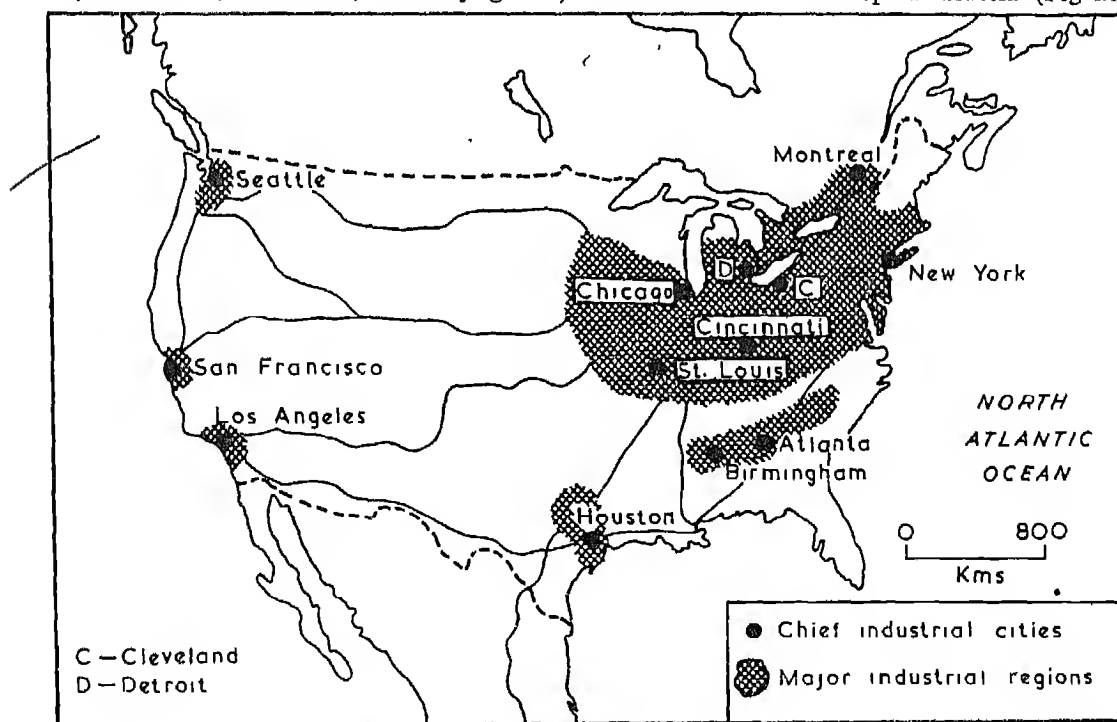 Montreal
Seattle
D
New York
Chicago
C
Cincinnati
St. Louis
San Francisco
Los Angeles
NORTH
ATLANTIC
OCEAN
Atlanta
Birmingham
Houston
0 800
Kms
C — Cleveland
D — Detroit
Chief industrial cities
Major industrial regions